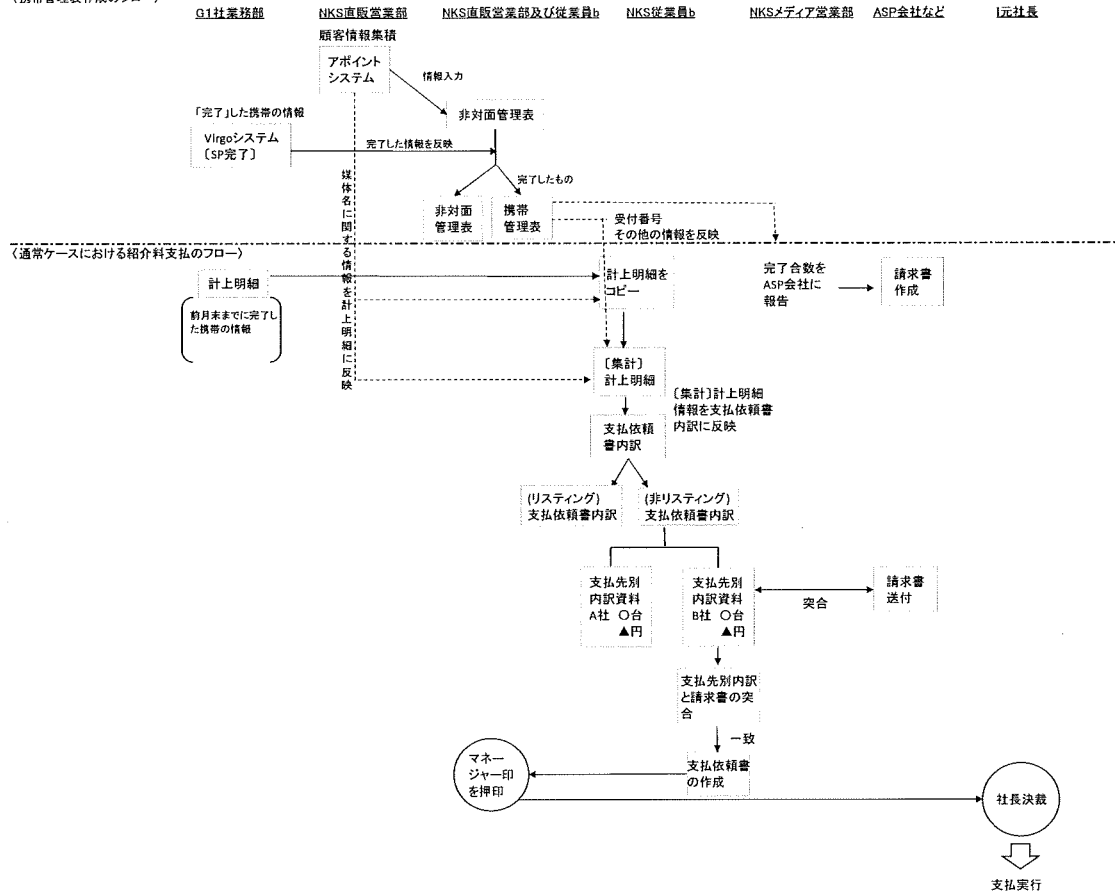 G1社業務部
NKS直販営業部
NKS直販営業部及び従業員b
NKS従業員b
NKSメディア営業部
ASP会社など
I元社長
顧客情報集積
アポイント
システム
情報入力
非対面管理表
「完了」した携帯の情報
Virgoシステム
〔SP完了〕
完了した情報を反映
完了したもの
媒体名に関する情報を計上明細に反映
非対面
管理表
携帯
管理表
受付番号
その他の情報を反映
〈通常ケースにおける紹介料支払のフロー〉
計上明細
前月末までに完了し
た携帯の情報
計上明細を
コピー
完了台数を
ASP会社に
報告
請求書
作成
〔集計〕
計上明細
〔集計〕計上明細
情報を支払依頼書
内訳に反映
支払依頼
書内訳
(リスティング)
支払依頼書内訳
(非リスティング)
支払依頼書内訳
支払先別
内訳資料
A社 〇台
▲円
支払先別
内訳資料
B社 〇台
▲円
突合
請求書
送付
支払先別内訳
と請求書の突
合
一致
支払依頼書
の作成
マネー
ジャー印
を押印
社長決裁
支払実行